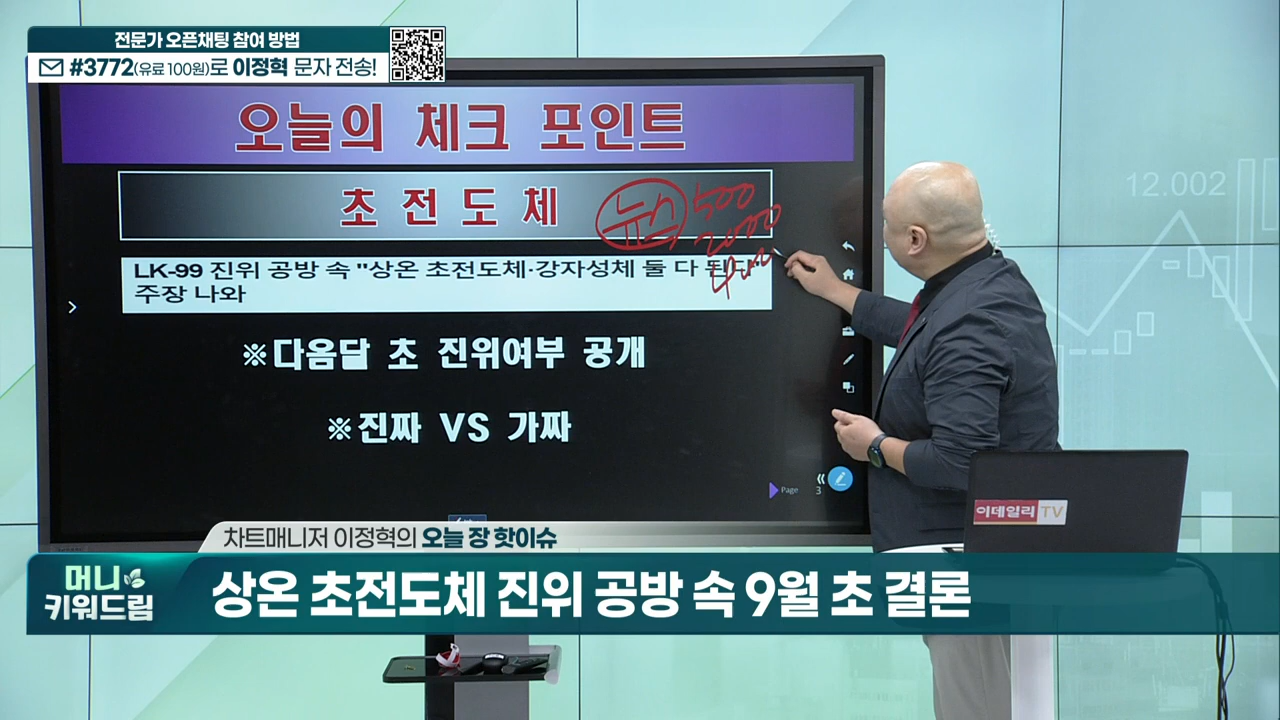 전문가 오픈채팅 참여 방법
#3772(유료 100원)로 이정혁 문자 전송!
오늘의 체크 포인트
초전도체
뉴스 500
2000
LK-99 진위 공방 속 "상온 초전도체·강자성체 둘 다
주장 나와
※다음달 초 진위여부 공개
※진짜 VS 가짜
Page
3
12.002
이데일리TV
차트매니저 이정혁의 오늘 장 핫이슈
머니
키워드림
상온 초전도체 진위 공방 속 9월 초 결론